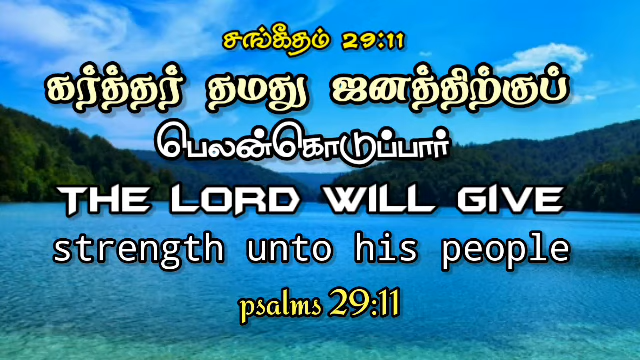 சங்கீதம் 29:11
கர்த்தர் தமது ஜனத்திற்குப்
பெலன்கொடுப்பார்
THE LORD WILL GIVE
strength unto his people
psalms 29:11